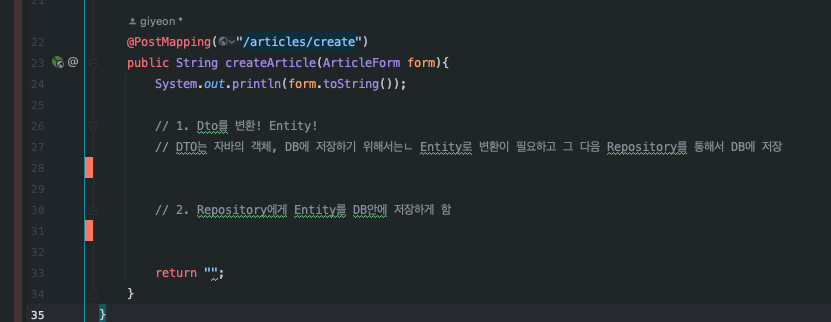 21
giyeon *
22 @PostMapping("/articles/create")
23 @ public String createArticle(ArticleForm form){
24 System.out.println(form.toString());
25
26 // 1. Dto를 변환! Entity!
27 // DTO는 자바의 객체, DB에 저장하기 위해서는ㄴ Entity로 변환이 필요하고 그 다음 Repository를 통해서 DB에 저장
28
29
30 // 2. Repository에게 Entity를 DB안에 저장하게 함
31
32
33 return "";
34 }
35 }